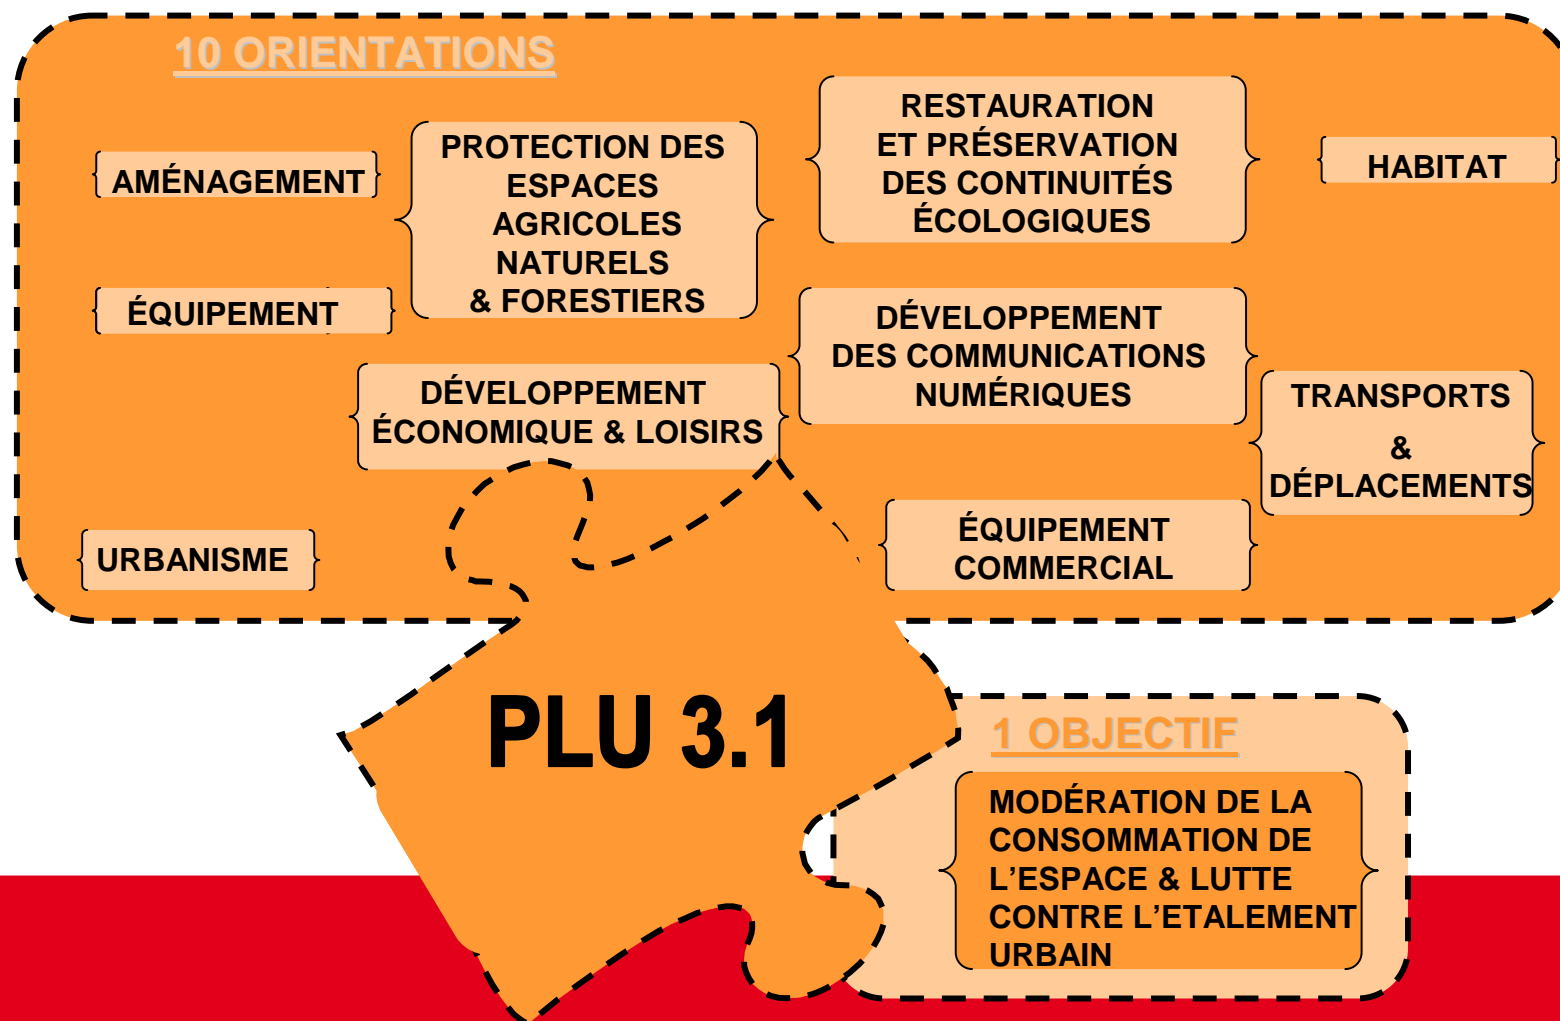 10 ORIENTATIONS
AMÉNAGEMENT
PROTECTION DES
ESPACES
AGRICOLES
NATURELS
& FORESTIERS
RESTAURATION
ET PRÉSERVATION
DES CONTINUITÉS
ÉCOLOGIQUES
HABITAT
ÉQUIPEMENT
DÉVELOPPEMENT
ÉCONOMIQUE & LOISIRS
DÉVELOPPEMENT
DES COMMUNICATIONS
NUMÉRIQUES
TRANSPORTS
&
DÉPLACEMENTS
URBANISME
ÉQUIPEMENT
COMMERCIAL
PLU 3.1
1 OBJECTIF
MODÉRATION DE LA
CONSOMMATION DE
L’ESPACE & LUTTE
CONTRE L’ETALEMENT
URBAIN